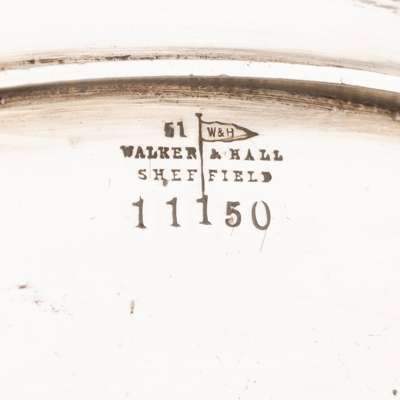 51 W&H
WALKER & HALL
SHEFFIELD
11150